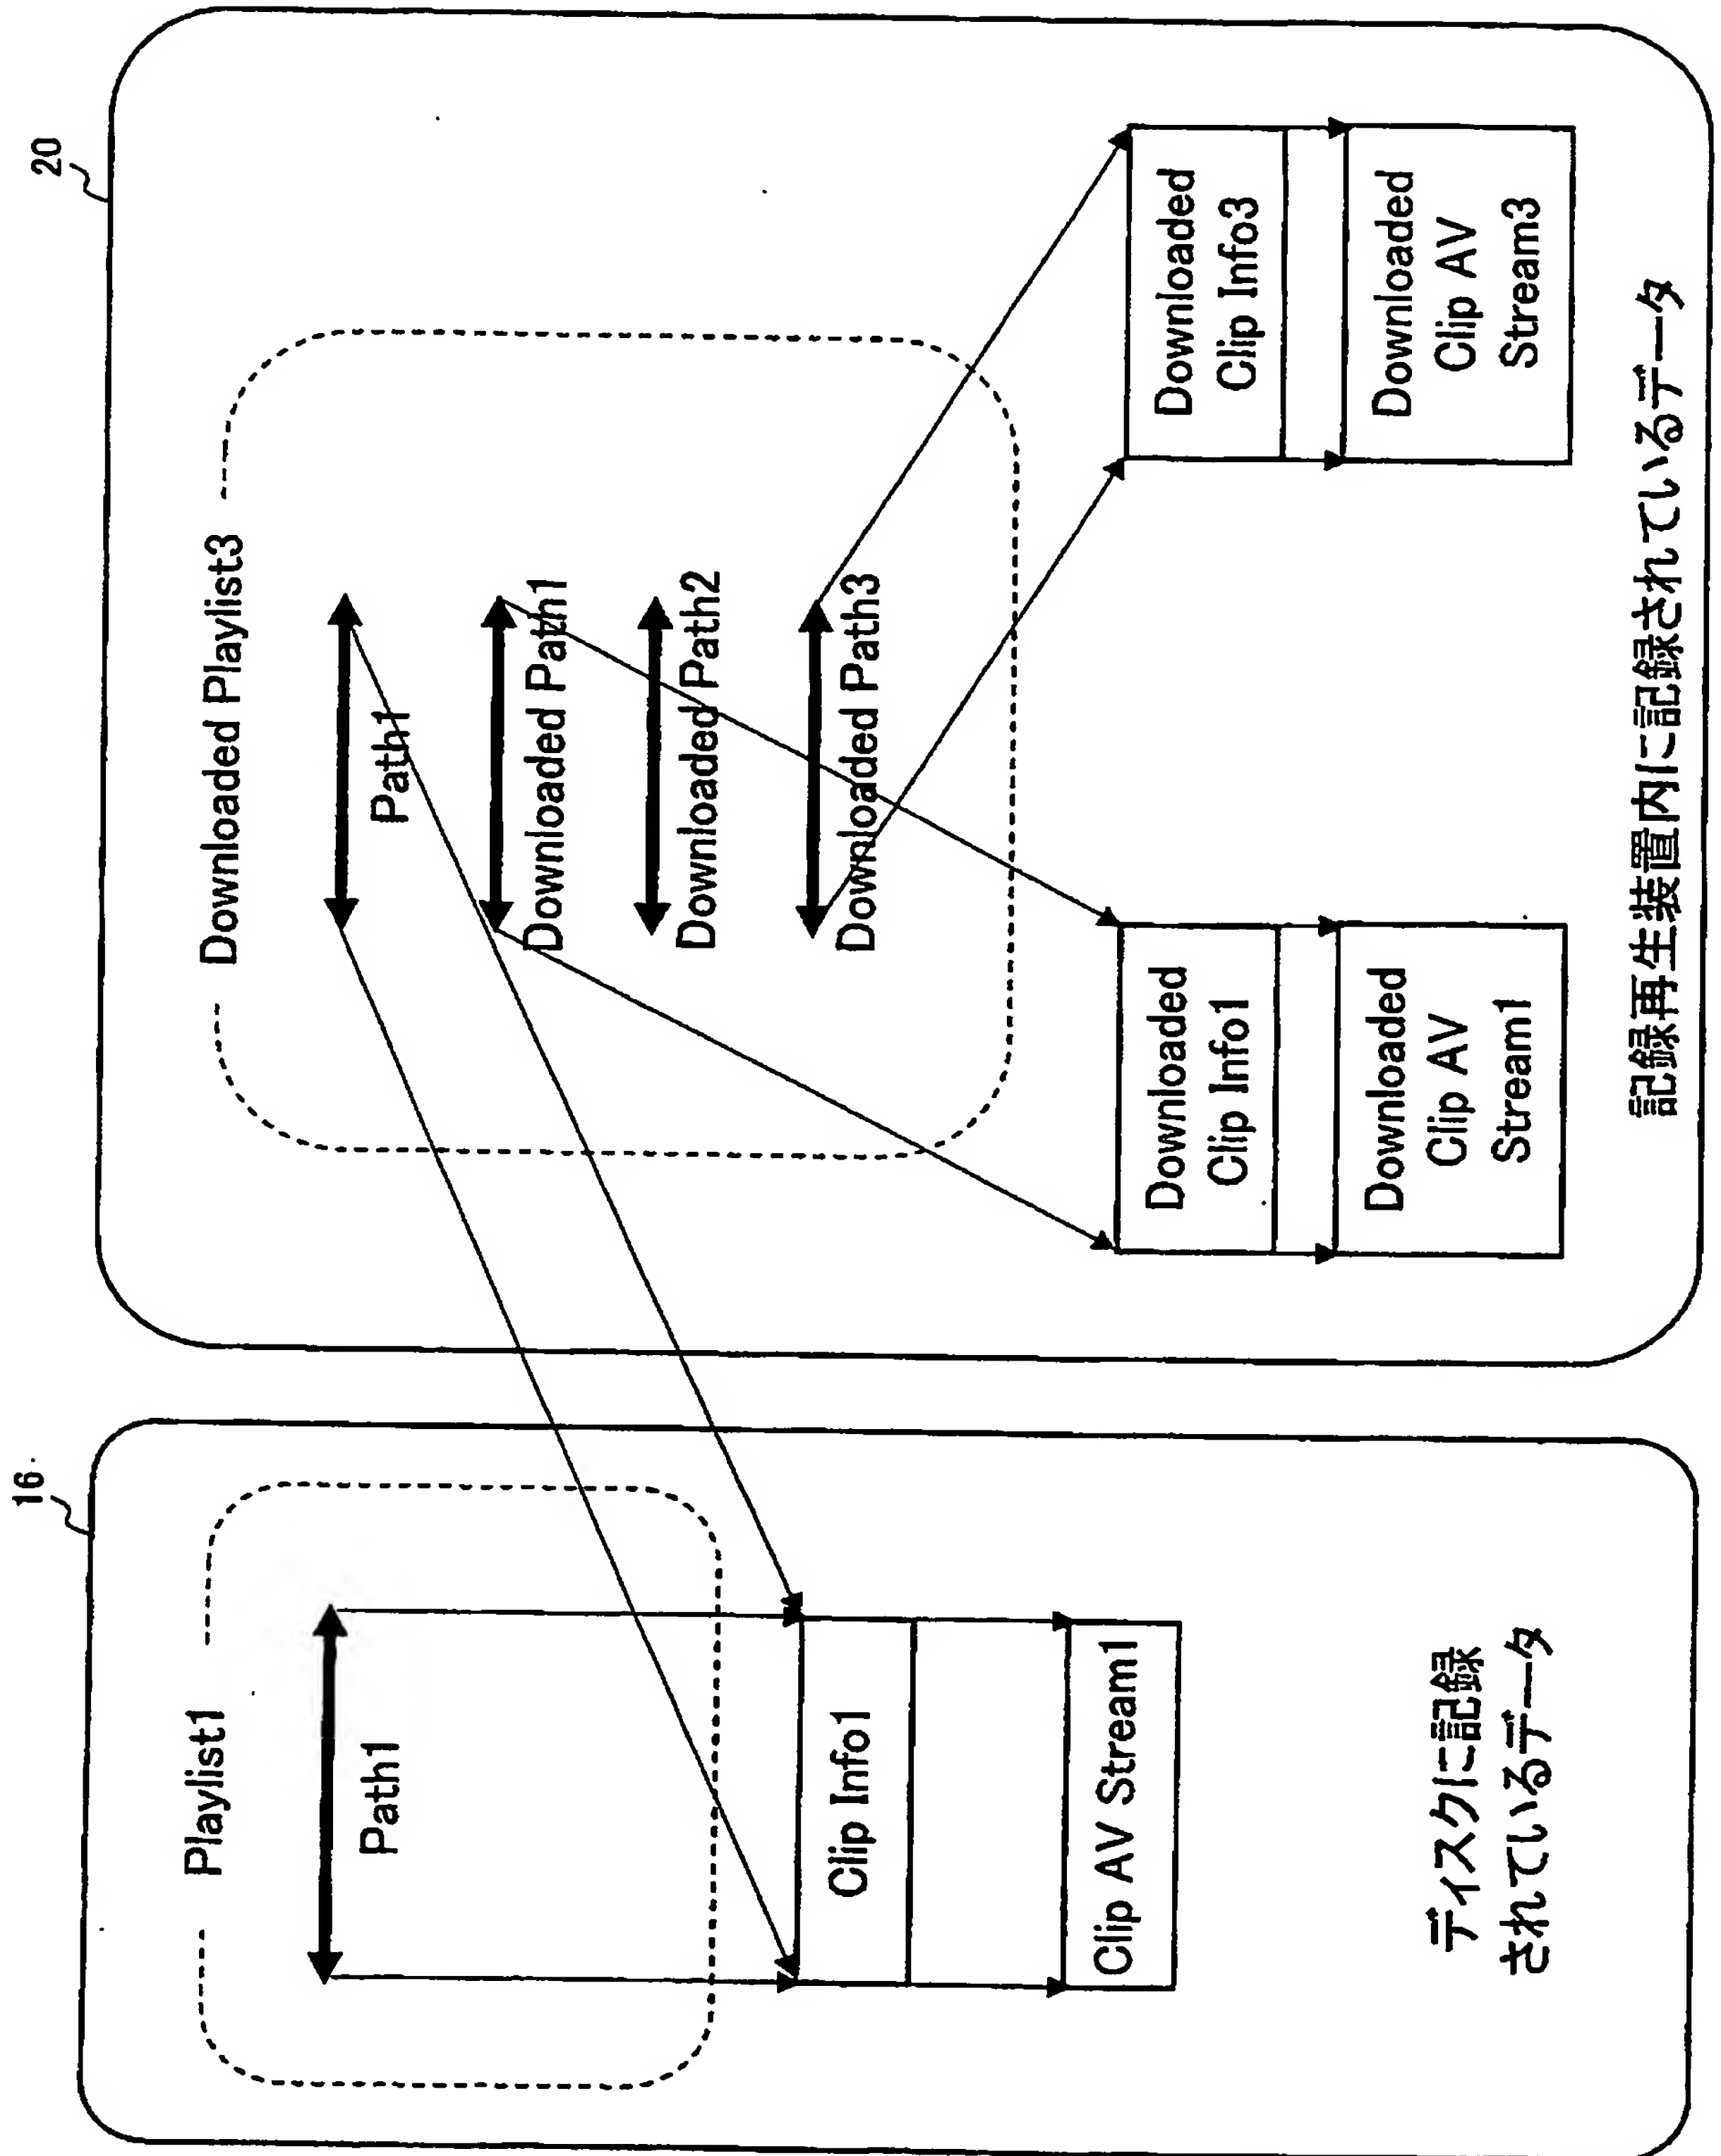 16
Playlist1
Path1
Clip Info1
Clip AV Stream1
ディスクに記録
されているデータ
20
Downloaded Playlist3
Path1
Downloaded Path1
Downloaded Path2
Downloaded Path3
Downloaded
Clip Info1
Downloaded
Clip AV
Stream1
Downloaded
Clip Info3
Downloaded
Clip AV
Stream3
記録再生装置内に記録されているデータ